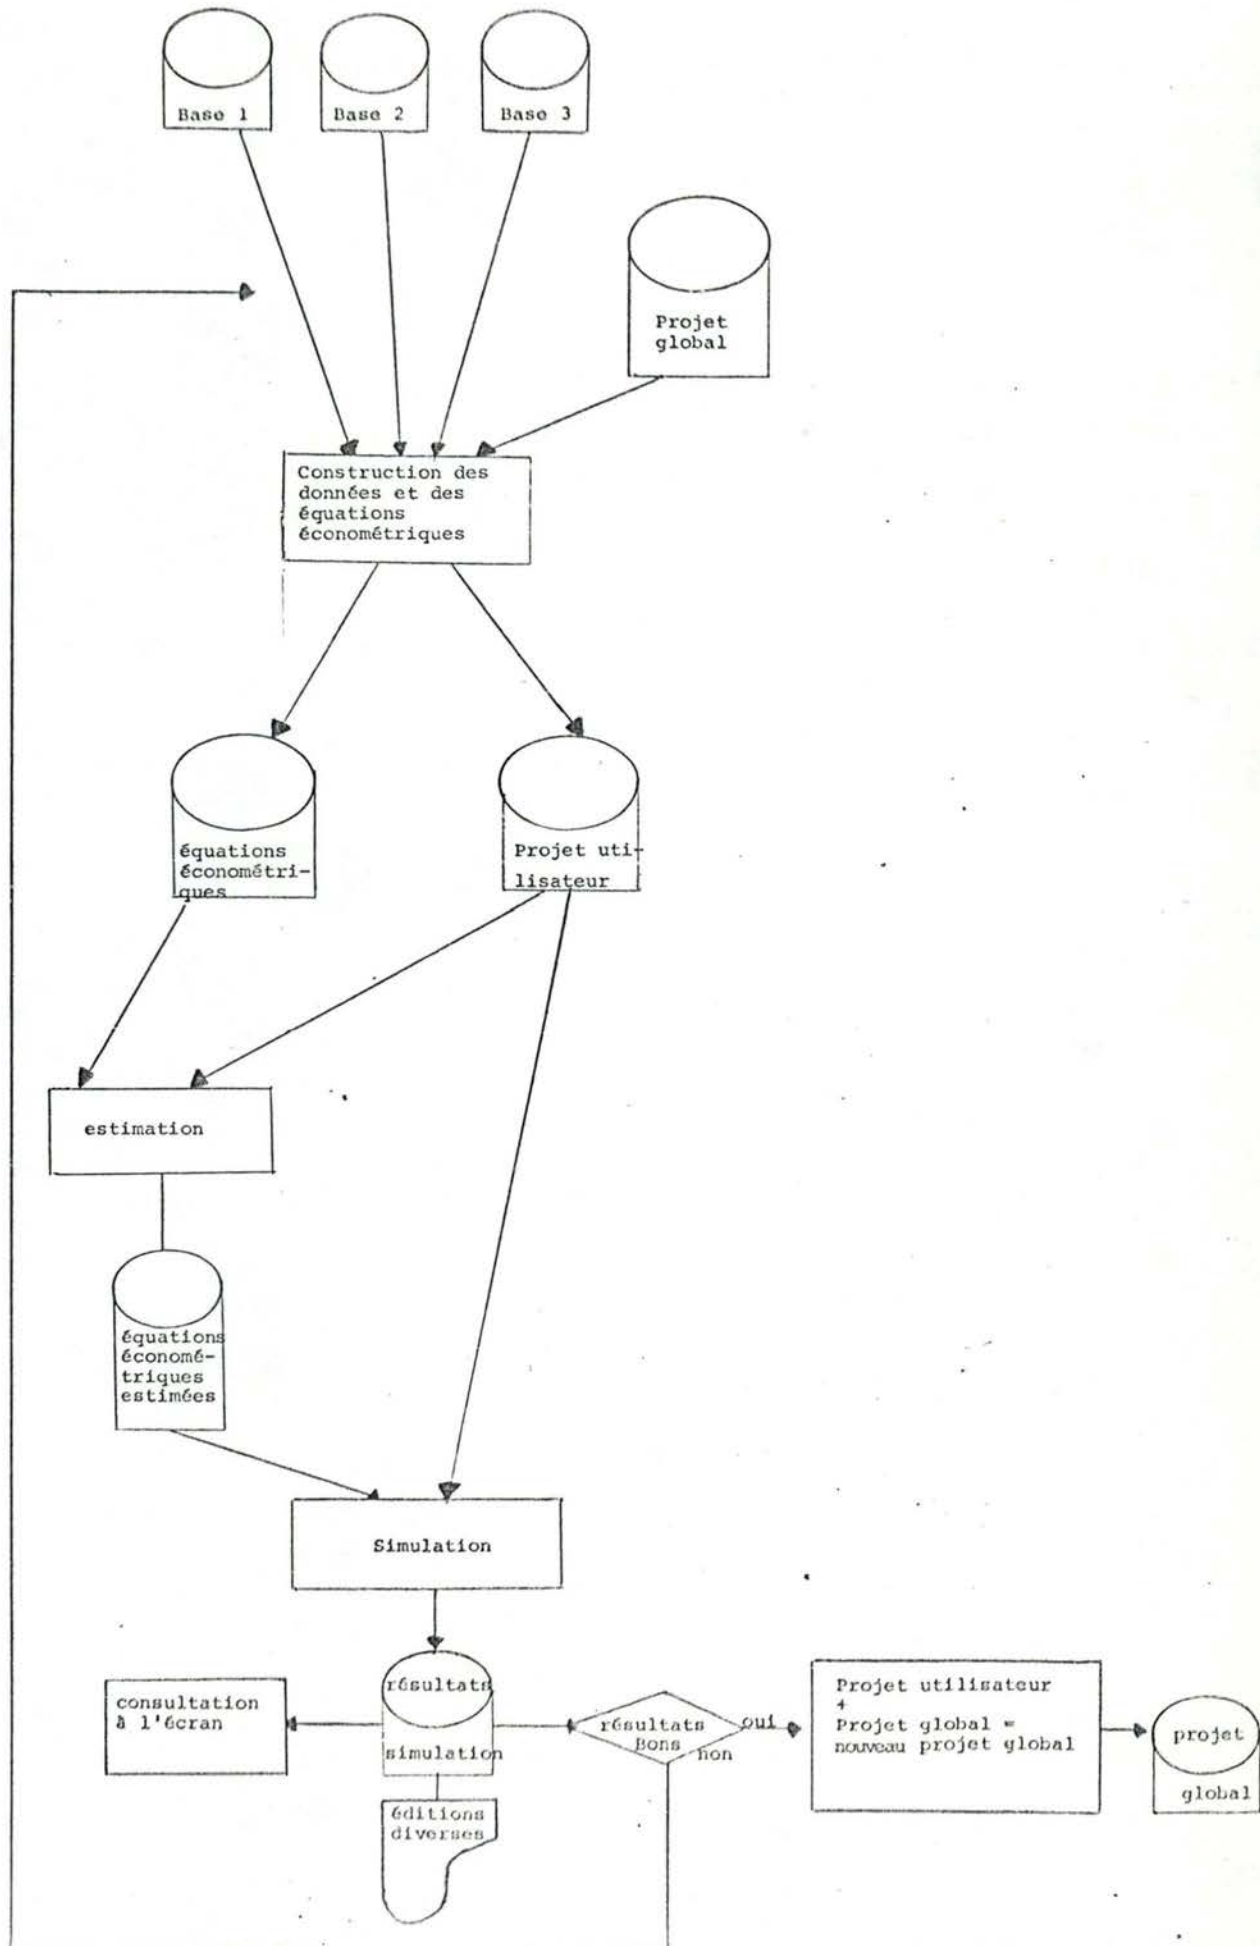 Base 1
Base 2
Base 3
Projet
global
Construction des
données et des
équations
économétriques
équations
économétri-
ques
Projet uti-
lisateur
estimation
équations
économé-
triques
estimées
Simulation
consultation
à l'écran
résultats
simulation
éditions
diverses
résultats
Bons
oui
non
Projet utilisateur
+
Projet global =
nouveau projet global
projet
global